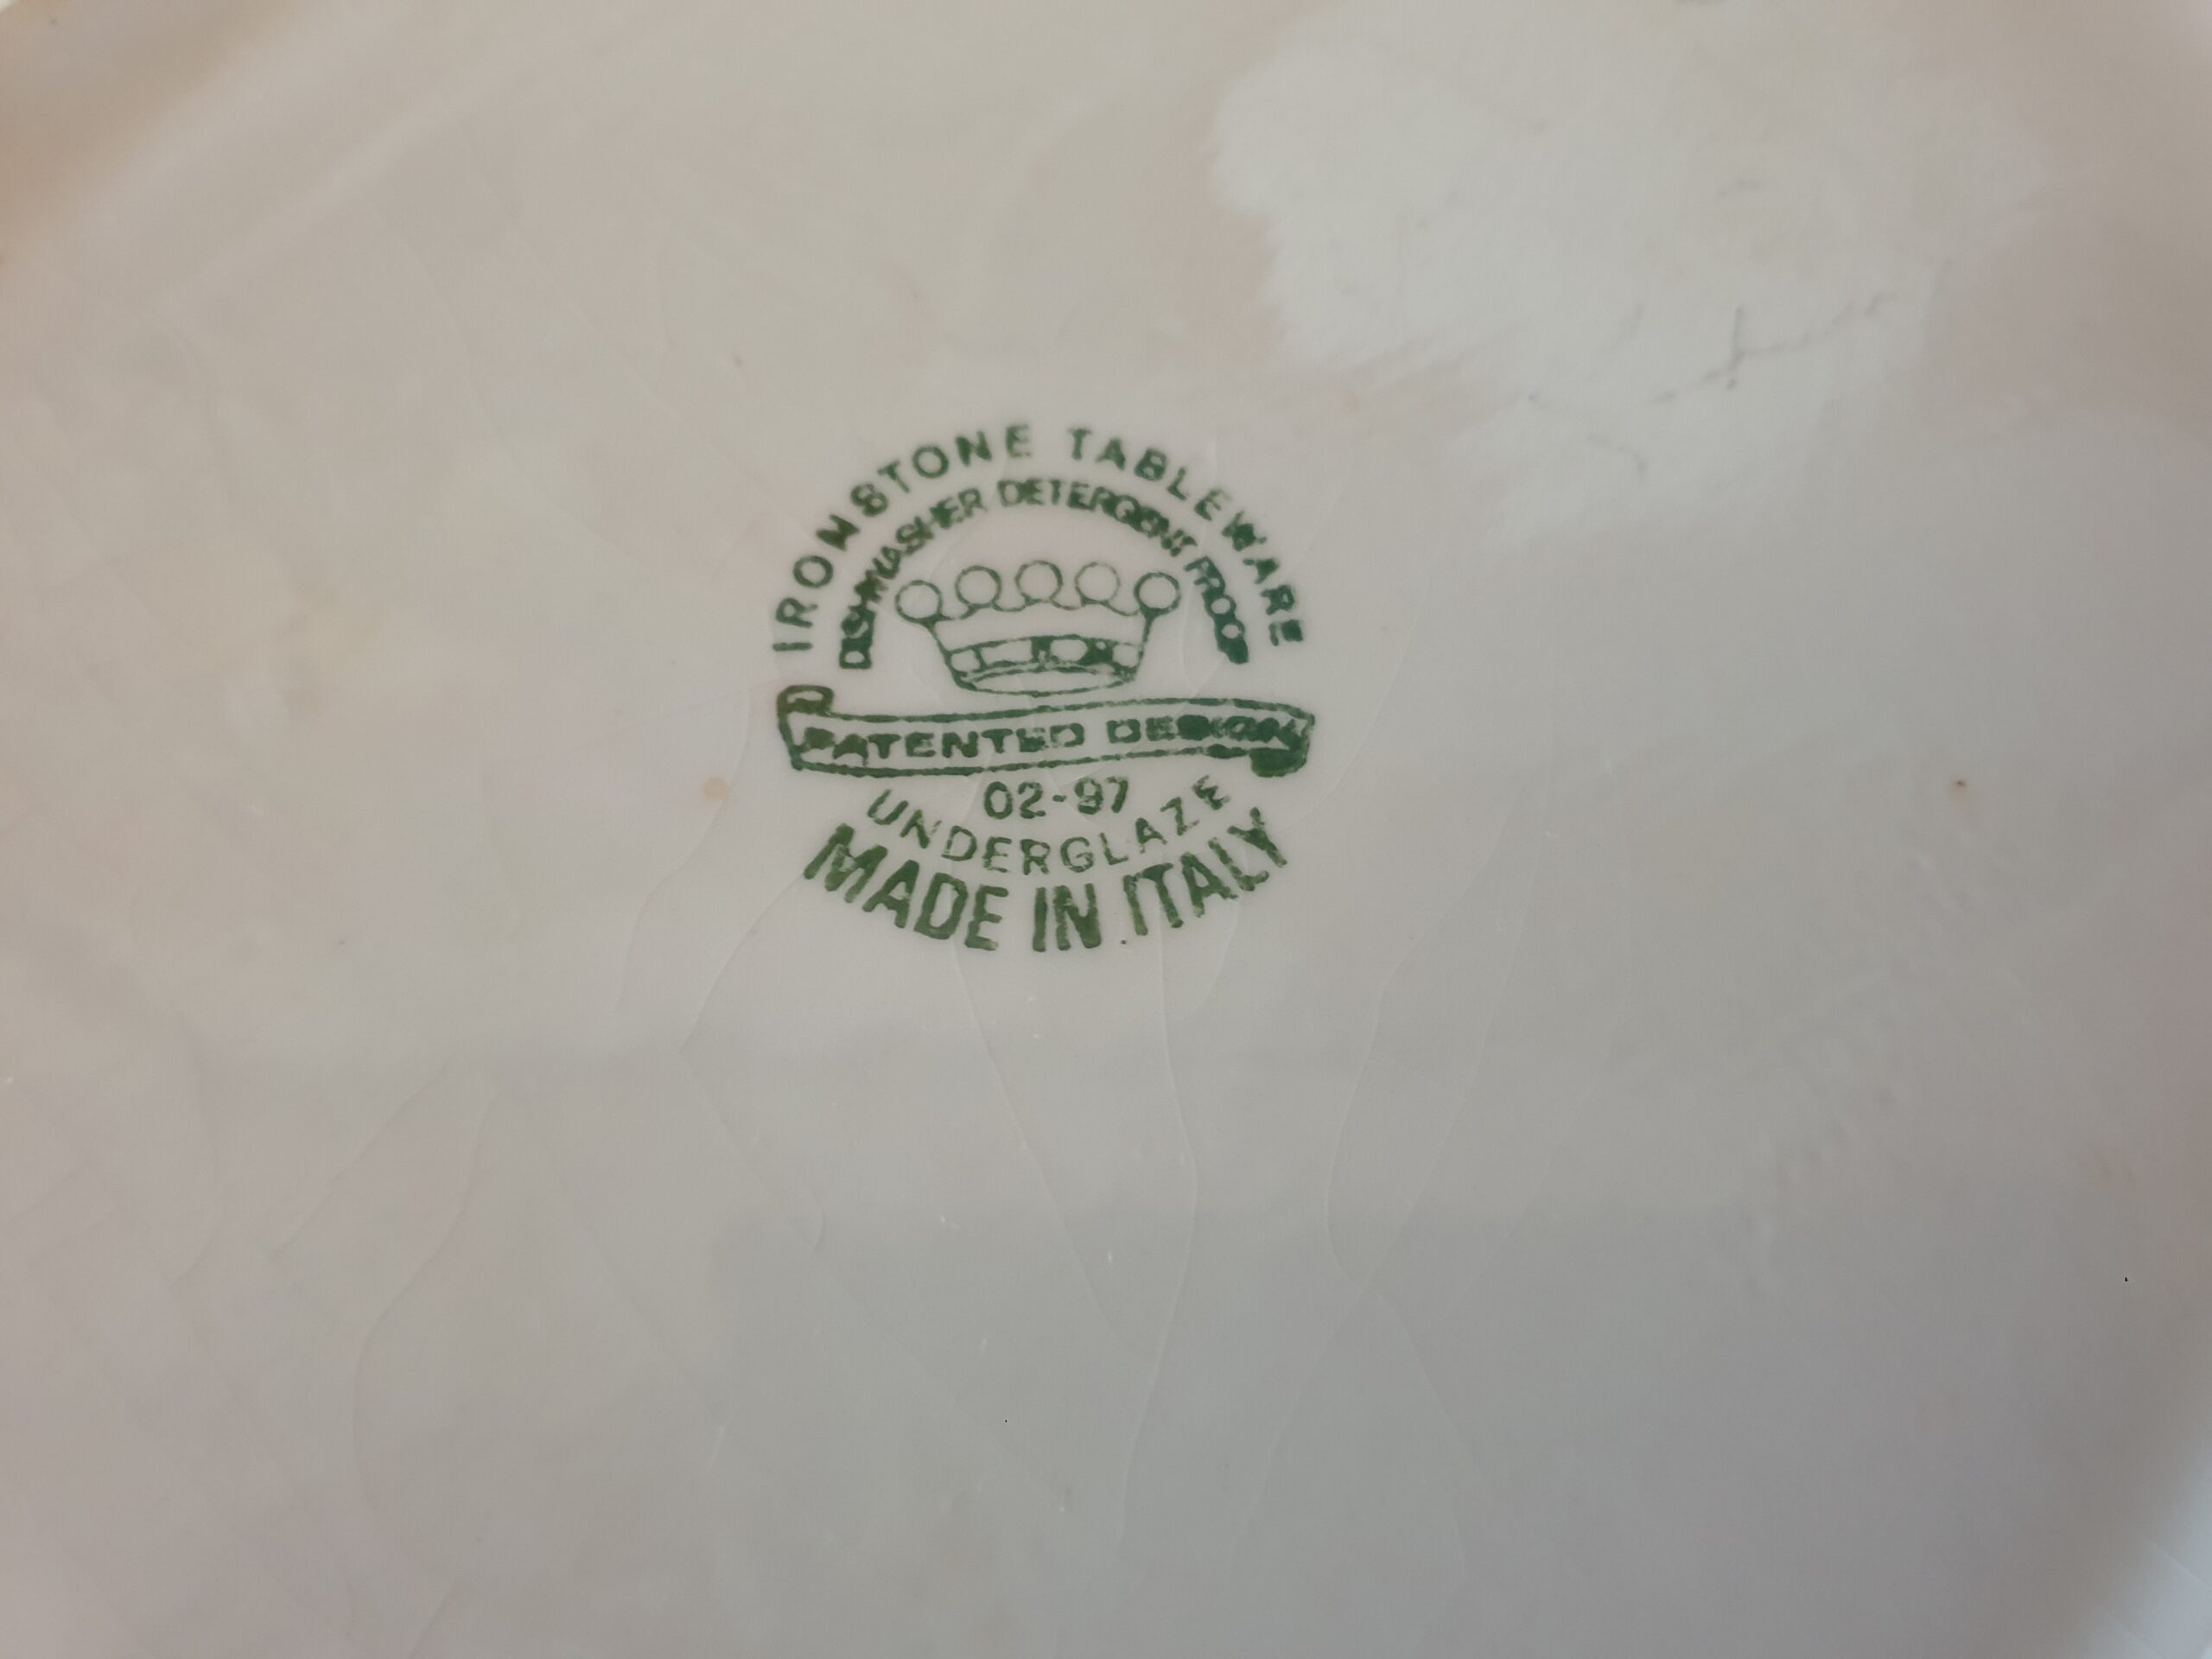 IRONSTONE TABLEWARE
DISHWASHER DETERGENT PROOF
PATENTED DESIGN
02-97
UNDERGLAZE
MADE IN ITALY